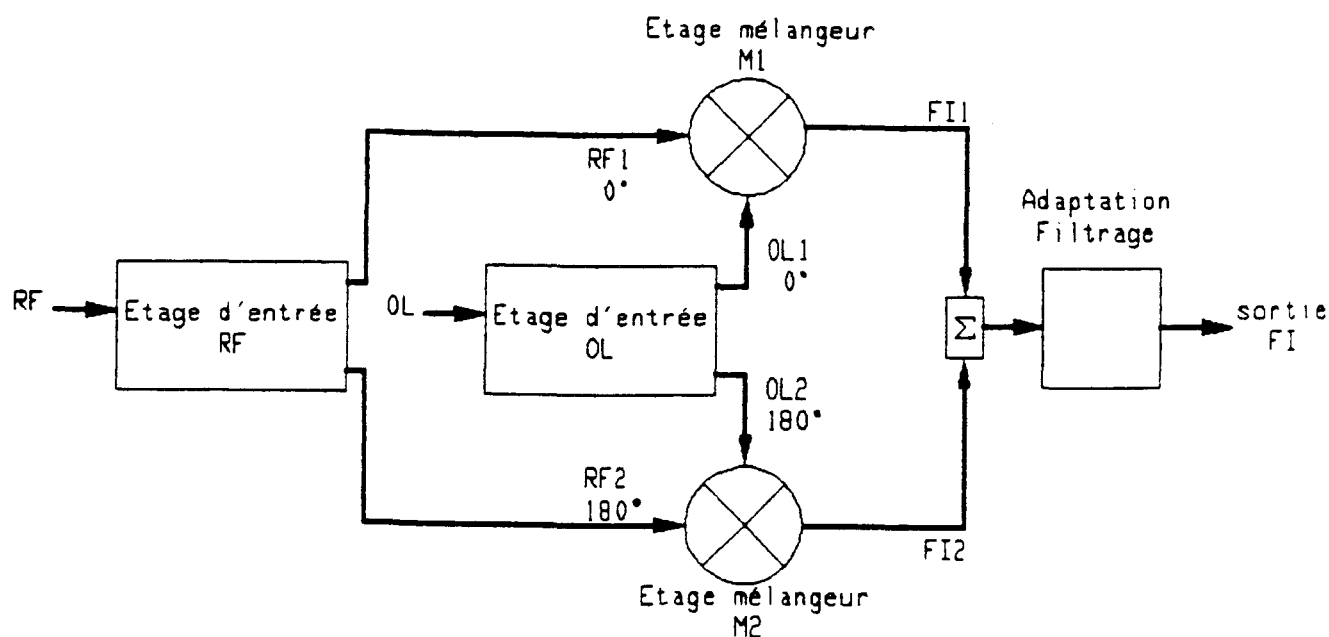 Etage mélangeur
M1
FI1
RF1
0°
Adaptation
Filtrage
OL1
0°
RF
Etage d'entrée
RF
OL
Etage d'entrée
OL
Σ
sortie
FI
OL2
180°
RF2
180°
FI2
Etage mélangeur
M2